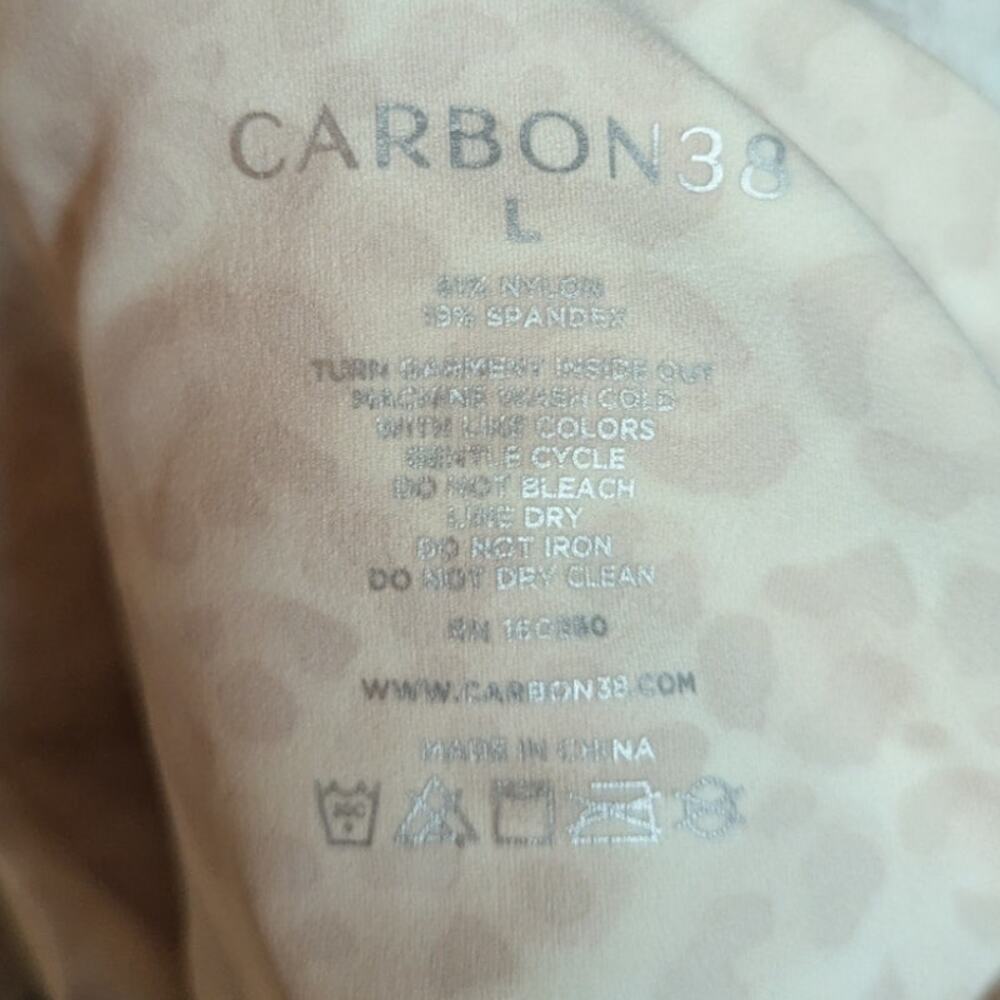 CARBON38
L
81% NYLON
19% SPANDEX
TURN GARMENT INSIDE OUT
MACHINE WASH COLD
WITH LIKE COLORS
GENTLE CYCLE
DO NOT BLEACH
LINE DRY
DO NOT IRON
DO NOT DRY CLEAN
RN
WWW.CARBON38.COM
MADE IN CHINA